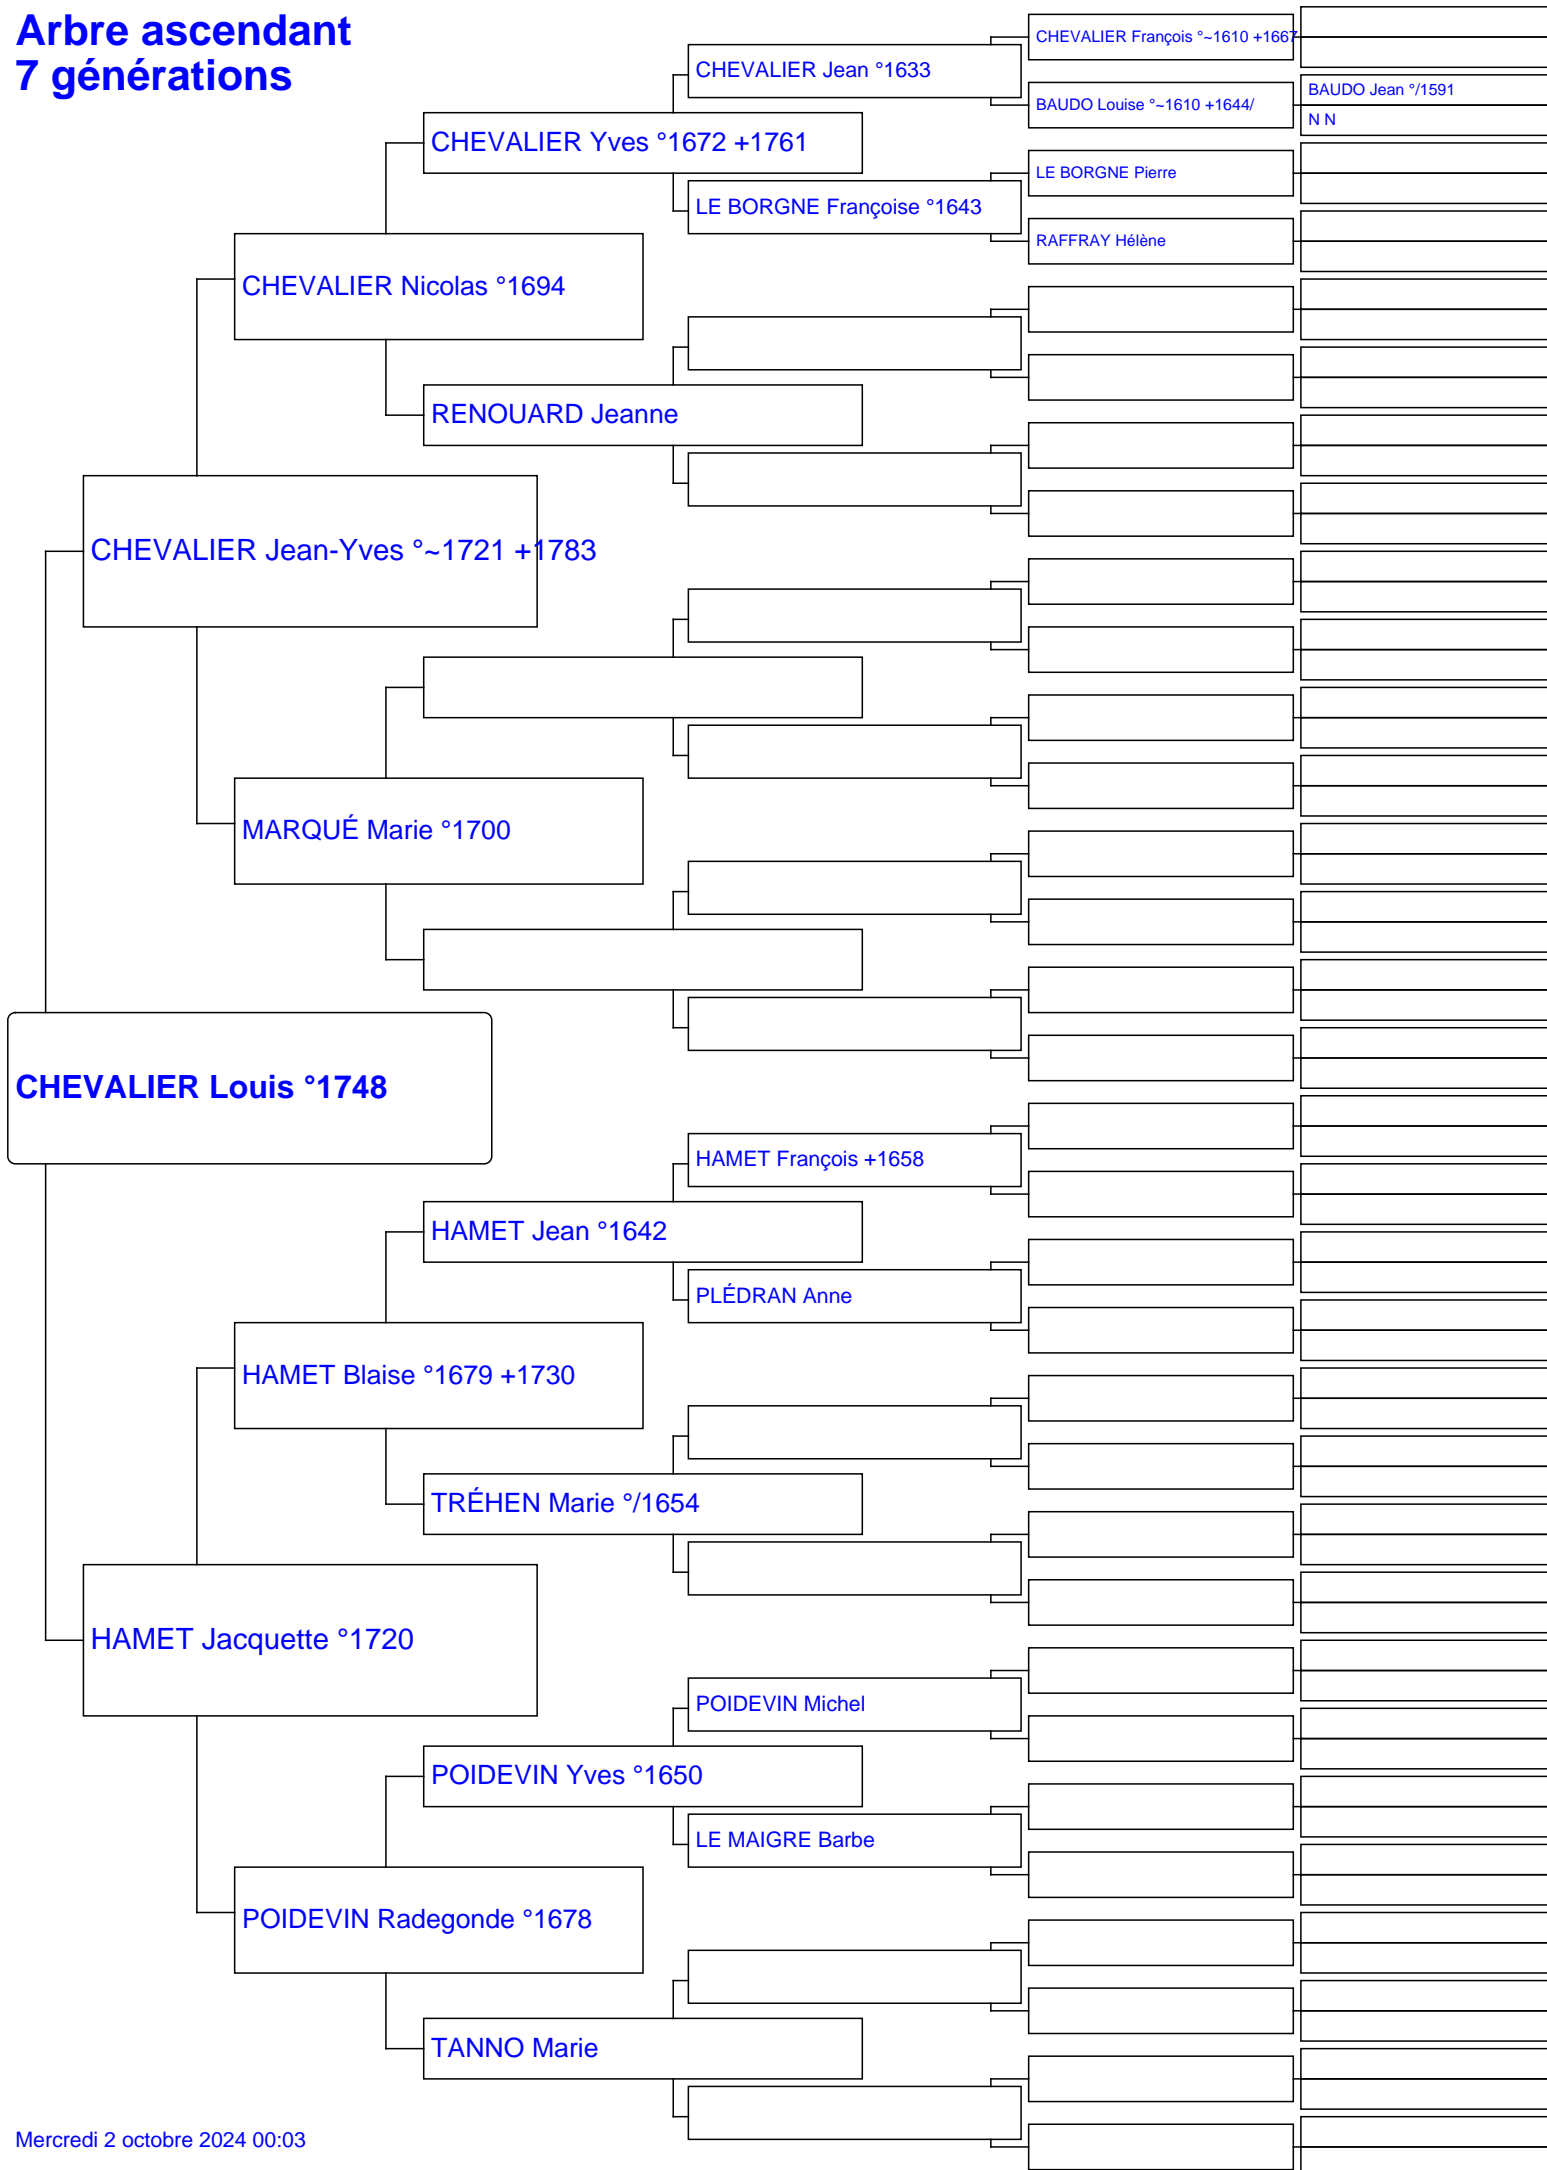 Arbre ascendant
7 générations
CHEVALIER François °~1610 +1667
CHEVALIER Jean °1633
BAUDO Jean °/1591
BAUDO Louise °~1610 +1644/
N N
CHEVALIER Yves °1672 +1761
LE BORGNE Pierre
LE BORGNE Françoise °1643
RAFFRAY Hélène
CHEVALIER Nicolas °1694
RENOUARD Jeanne
CHEVALIER Jean-Yves °~1721 +1783
MARQUÉ Marie °1700
CHEVALIER Louis °1748
HAMET François +1658
HAMET Jean °1642
PLÉDRAN Anne
HAMET Blaise °1679 +1730
TRÉHEN Marie °/1654
HAMET Jacquette °1720
POIDEVIN Michel
POIDEVIN Yves °1650
LE MAIGRE Barbe
POIDEVIN Radegonde °1678
TANNO Marie
Mercredi 2 octobre 2024 00:03